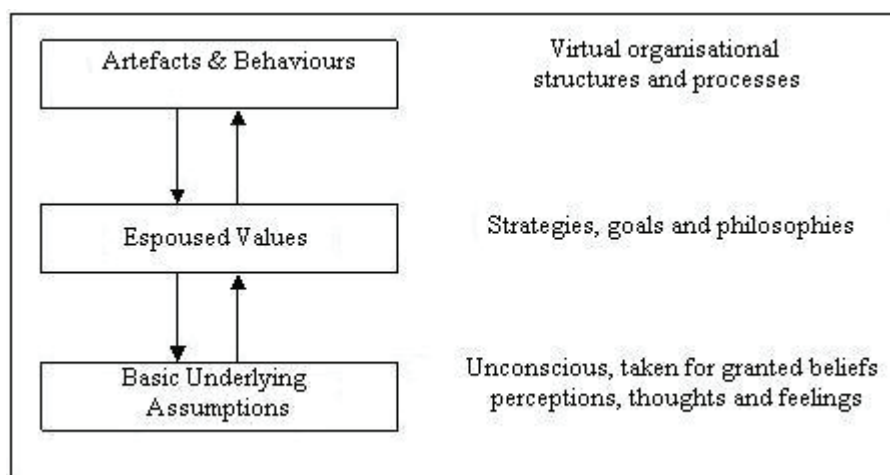 Artefacts & Behaviours
Virtual organisational
structures and processes
Espoused Values
Strategies, goals and philosophies
Basic Underlying
Assumptions
Unconscious, taken for granted beliefs
perceptions, thoughts and feelings